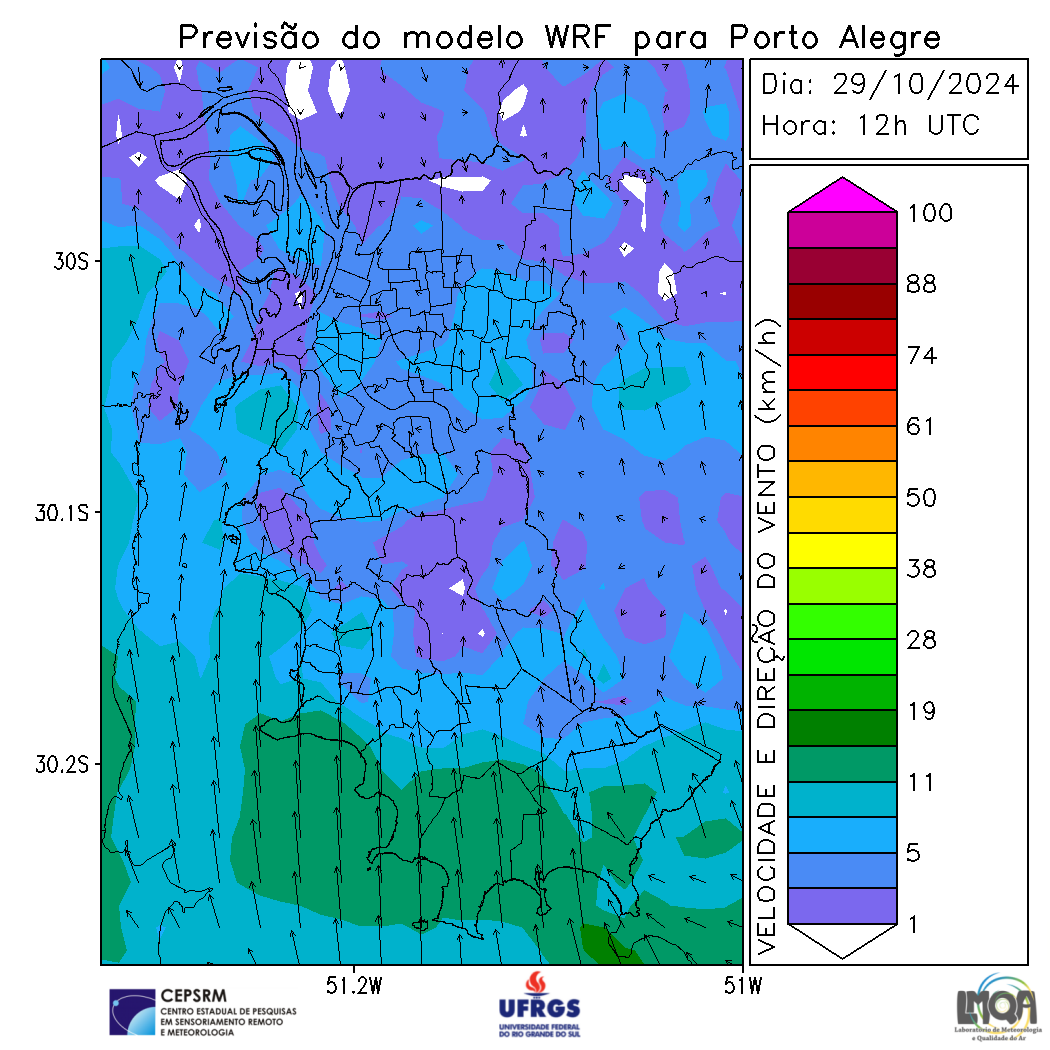 Previsão do modelo WRF para Porto Alegre
Dia: 29/10/2024
Hora: 12h UTC
30S
30.1S
30.2S
51.2W
51W
VELOCIDADE E DIREÇÃO DO VENTO (km/h)
100
88
74
61
50
38
28
19
11
5
1
CEPSRM
CENTRO ESTADUAL DE PESQUISAS
EM SENSORIAMENTO REMOTO
E METEOROLOGIA
UFRGS
UNIVERSIDADE FEDERAL
DO RIO GRANDE DO SUL
LMQA
Laboratório de Meteorologia
e Qualidade do Ar